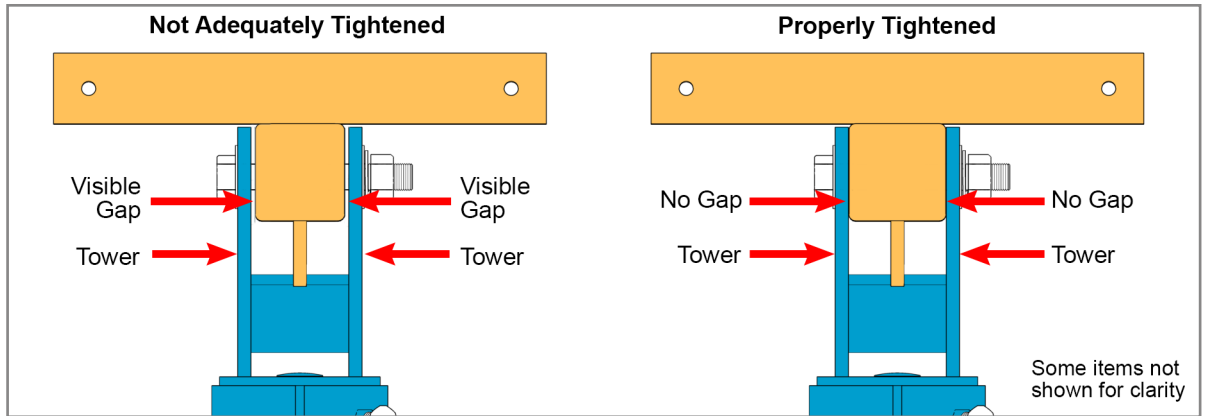 Not Adequately Tightened
Visible
Gap
Visible
Gap
Tower
Tower
Properly Tightened
No Gap
No Gap
Tower
Tower
Some items not
shown for clarity